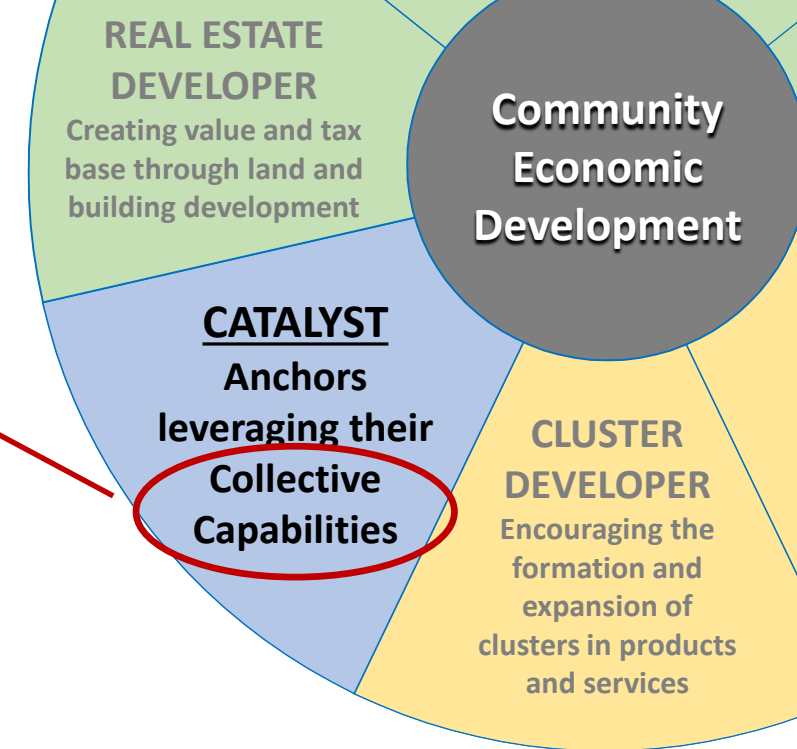 REAL ESTATE
DEVELOPER
Creating value and tax
base through land and
building development
Community
Economic
Development
CATALYST
Anchors
leveraging their
Collective
Capabilities
CLUSTER
DEVELOPER
Encouraging the
formation and
expansion of
clusters in products
and services